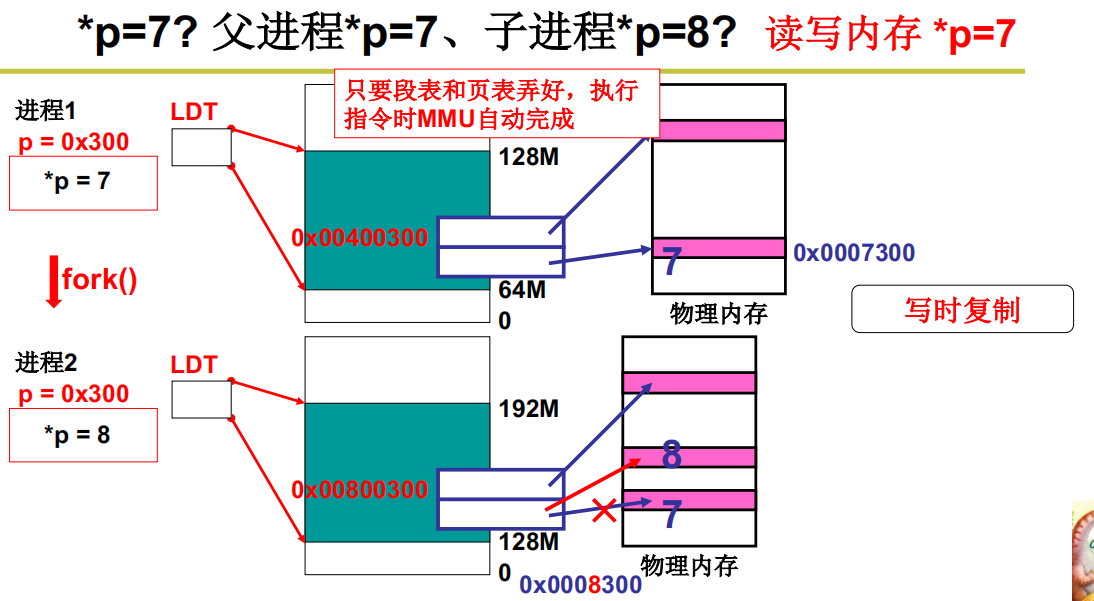 *p=7? 父进程*p=7、子进程*p=8? 读写内存 *p=7
只要段表和页表弄好，执行
指令时MMU自动完成
进程1
p = 0x300
*p = 7
LDT
128M
0x00400300
64M
0
7
0x0007300
物理内存
fork()
写时复制
进程2
p = 0x300
*p = 8
LDT
192M
0x00800300
128M
0
8
7
0x0008300
物理内存